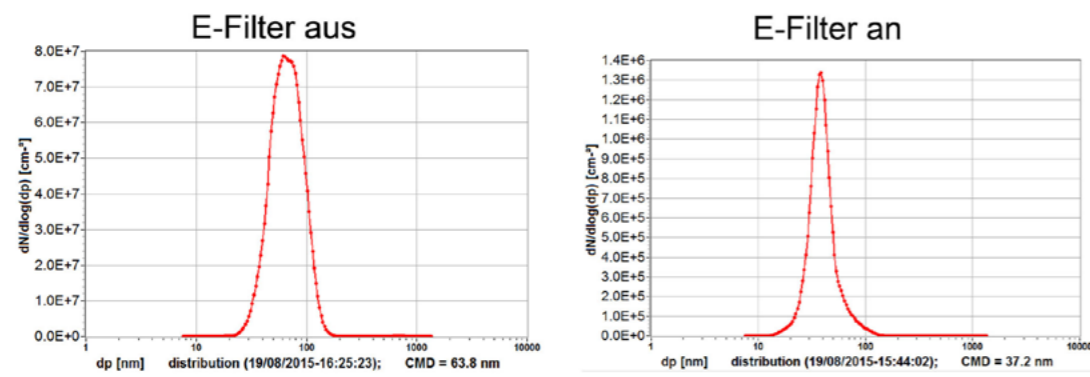 E-Filter aus
8.0E+7
7.0E+7
6.0E+7
5.0E+7
4.0E+7
3.0E+7
2.0E+7
1.0E+7
0.0E+0
dN/dlog(dp) [cm-³]
1 10 100 1000 10000
dp [nm] distribution (19/08/2015-16:25:23); CMD = 63.8 nm
E-Filter an
1.4E+6
1.3E+6
1.2E+6
1.1E+6
1.0E+6
9.0E+5
8.0E+5
7.0E+5
6.0E+5
5.0E+5
4.0E+5
3.0E+5
2.0E+5
1.0E+5
0.0E+0
dN/dlog(dp) [cm-³]
1 10 100 1000 10000
dp [nm] distribution (19/08/2015-15:44:02); CMD = 37.2 nm